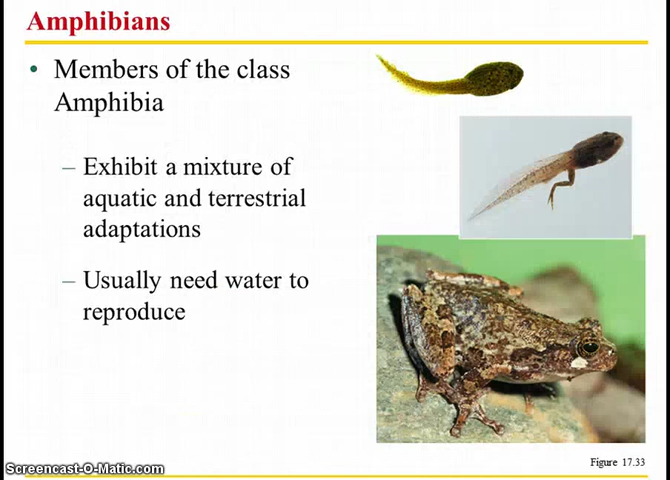 Amphibians
• Members of the class
Amphibia
– Exhibit a mixture of
aquatic and terrestrial
adaptations
– Usually need water to
reproduce
Figure 17.33
Screencast-O-Matic.com